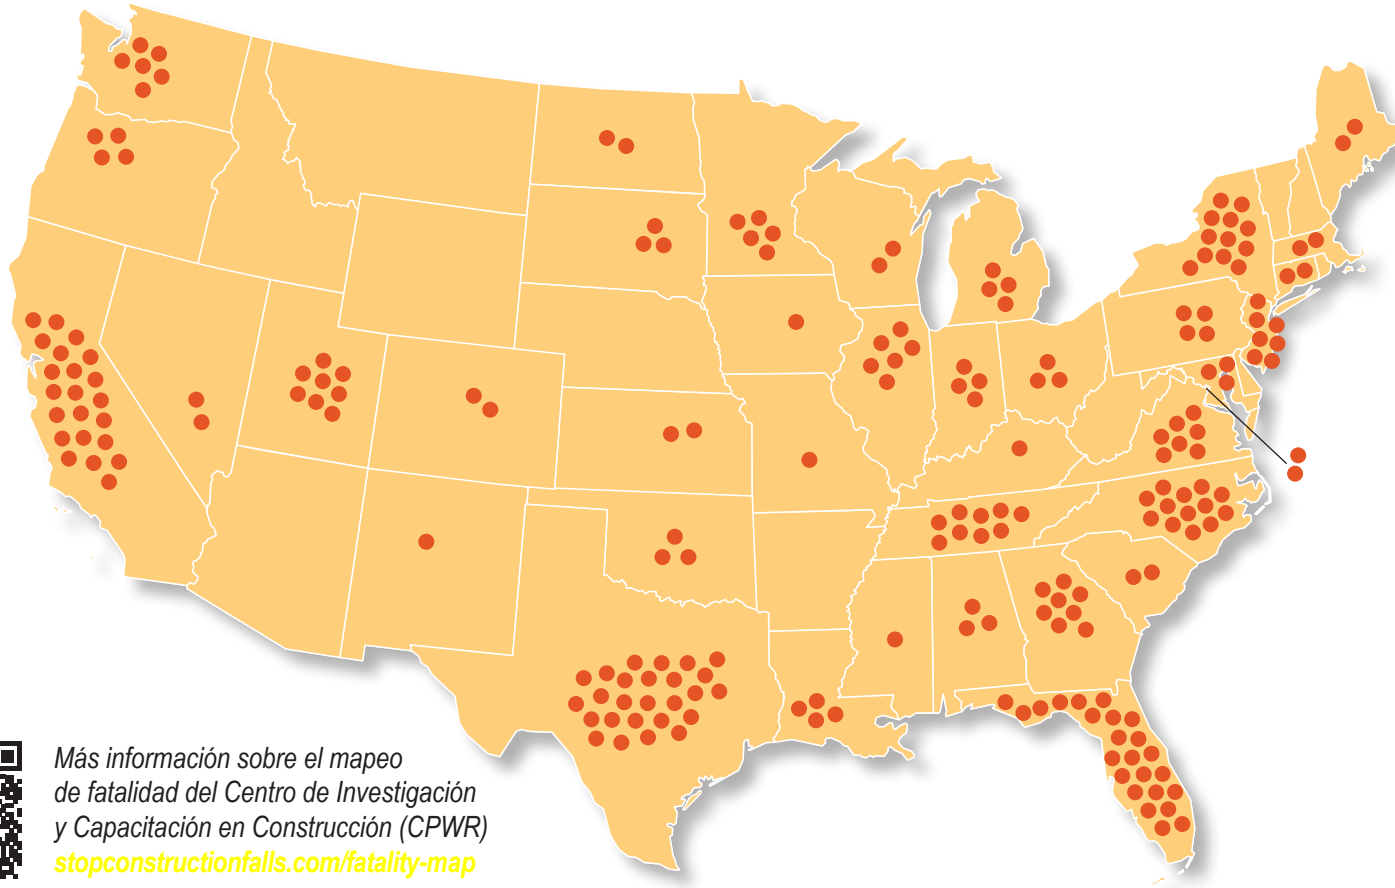 Más información sobre el mapeo
de fatalidad del Centro de Investigación
y Capacitación en Construcción (CPWR)
stopconstructionfalls.com/fatality-map